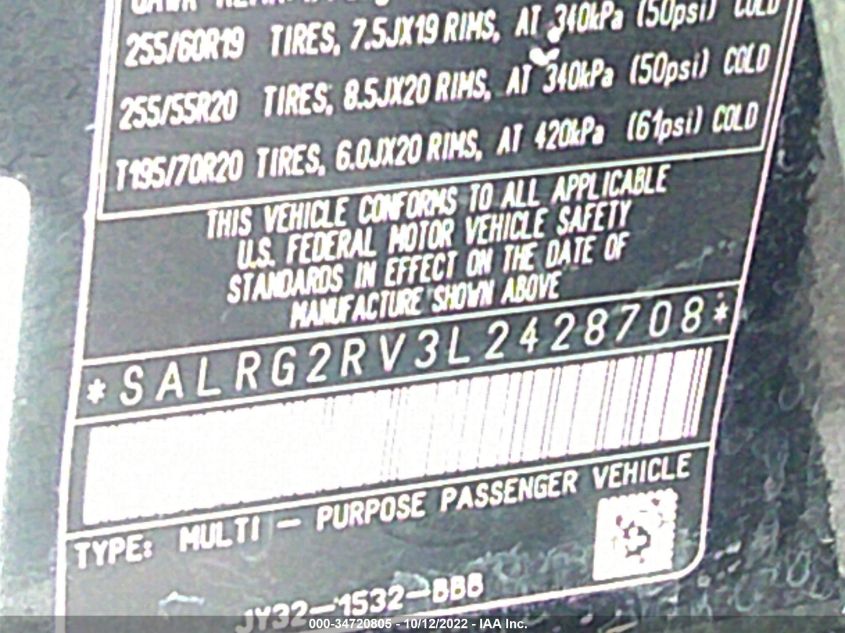 255/60R19 TIRES, 7.5JX19 RIMS, AT 340kPa (50psi) COLD
255/55R20 TIRES, 8.5JX20 RIMS, AT 340kPa (50psi) COLD
T195/70R20 TIRES, 6.0JX20 RIMS, AT 420kPa (61psi) COLD
THIS VEHICLE CONFORMS TO ALL APPLICABLE
U.S. FEDERAL MOTOR VEHICLE SAFETY
STANDARDS IN EFFECT ON THE DATE OF
MANUFACTURE SHOWN ABOVE
*SALRG2RV3L2428708*
TYPE: MULTI - PURPOSE PASSENGER VEHICLE
JY32-1532-BBB
000-34720805 - 10/12/2022 - IAA Inc.